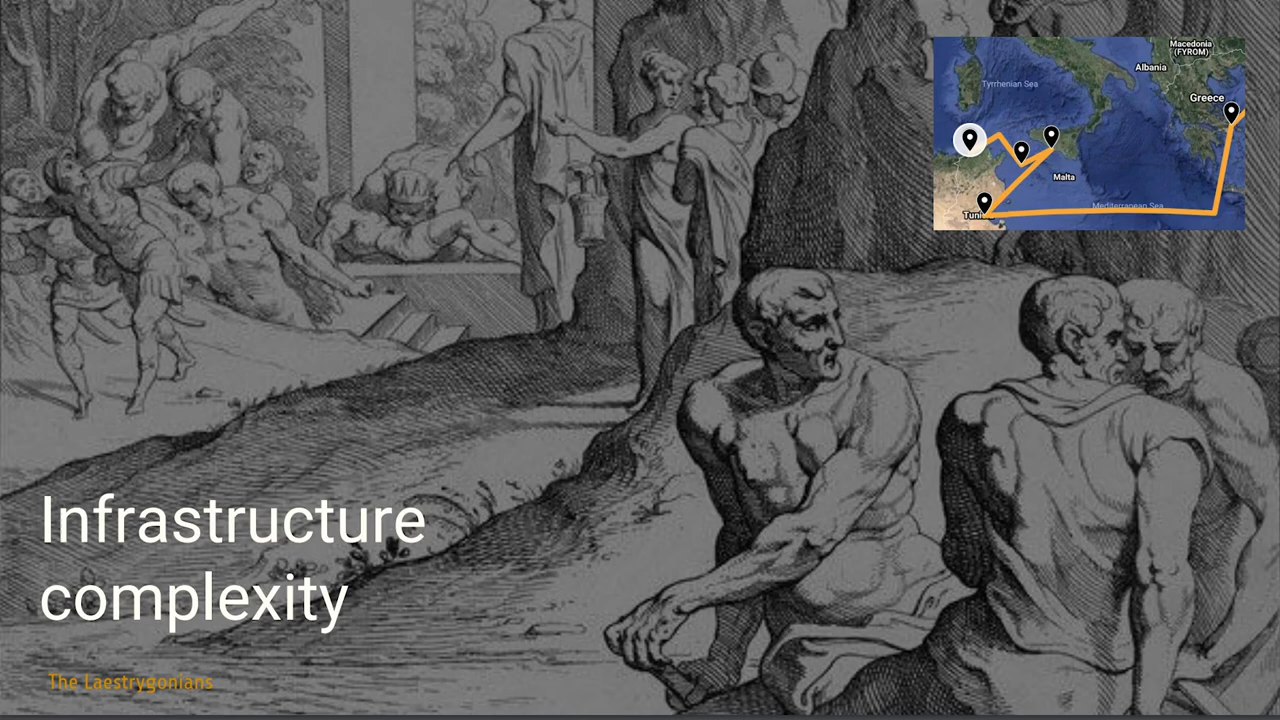 Macedonia
(FYROM)
Albania
Tyrrhenian Sea
Greece
Malta
Mediterranean Sea
Infrastructure
complexity
The Laestrygonians